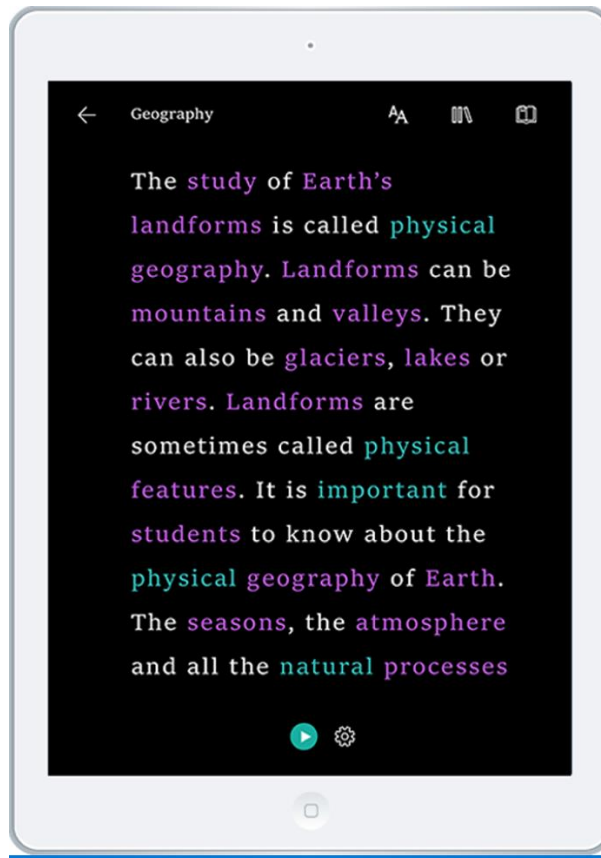 Geography
AA
The study of Earth’s
landforms is called physical
geography. Landforms can be
mountains and valleys. They
can also be glaciers, lakes or
rivers. Landforms are
sometimes called physical
features. It is important for
students to know about the
physical geography of Earth.
The seasons, the atmosphere
and all the natural processes